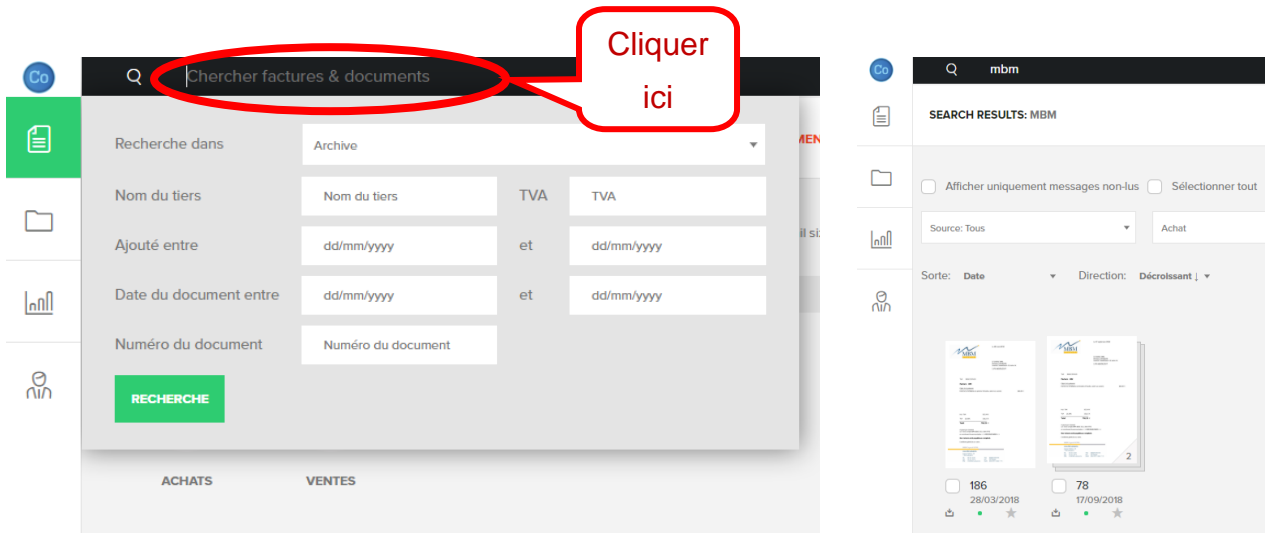 Cliquer
ici
Co
Chercher factures & documents
Recherche dans
Archive
Nom du tiers
Nom du tiers
TVA
TVA
Ajouté entre
dd/mm/yyyy
et
dd/mm/yyyy
Date du document entre
dd/mm/yyyy
et
dd/mm/yyyy
Numéro du document
Numéro du document
RECHERCHE
ACHATS
VENTES
Co
mbm
SEARCH RESULTS: MBM
Afficher uniquement messages non-lus
Sélectionner tout
Source: Tous
Achat
Sorte: Date
Direction: Décroissant ↓
MBM
MBM
2
186
28/03/2018
78
17/09/2018